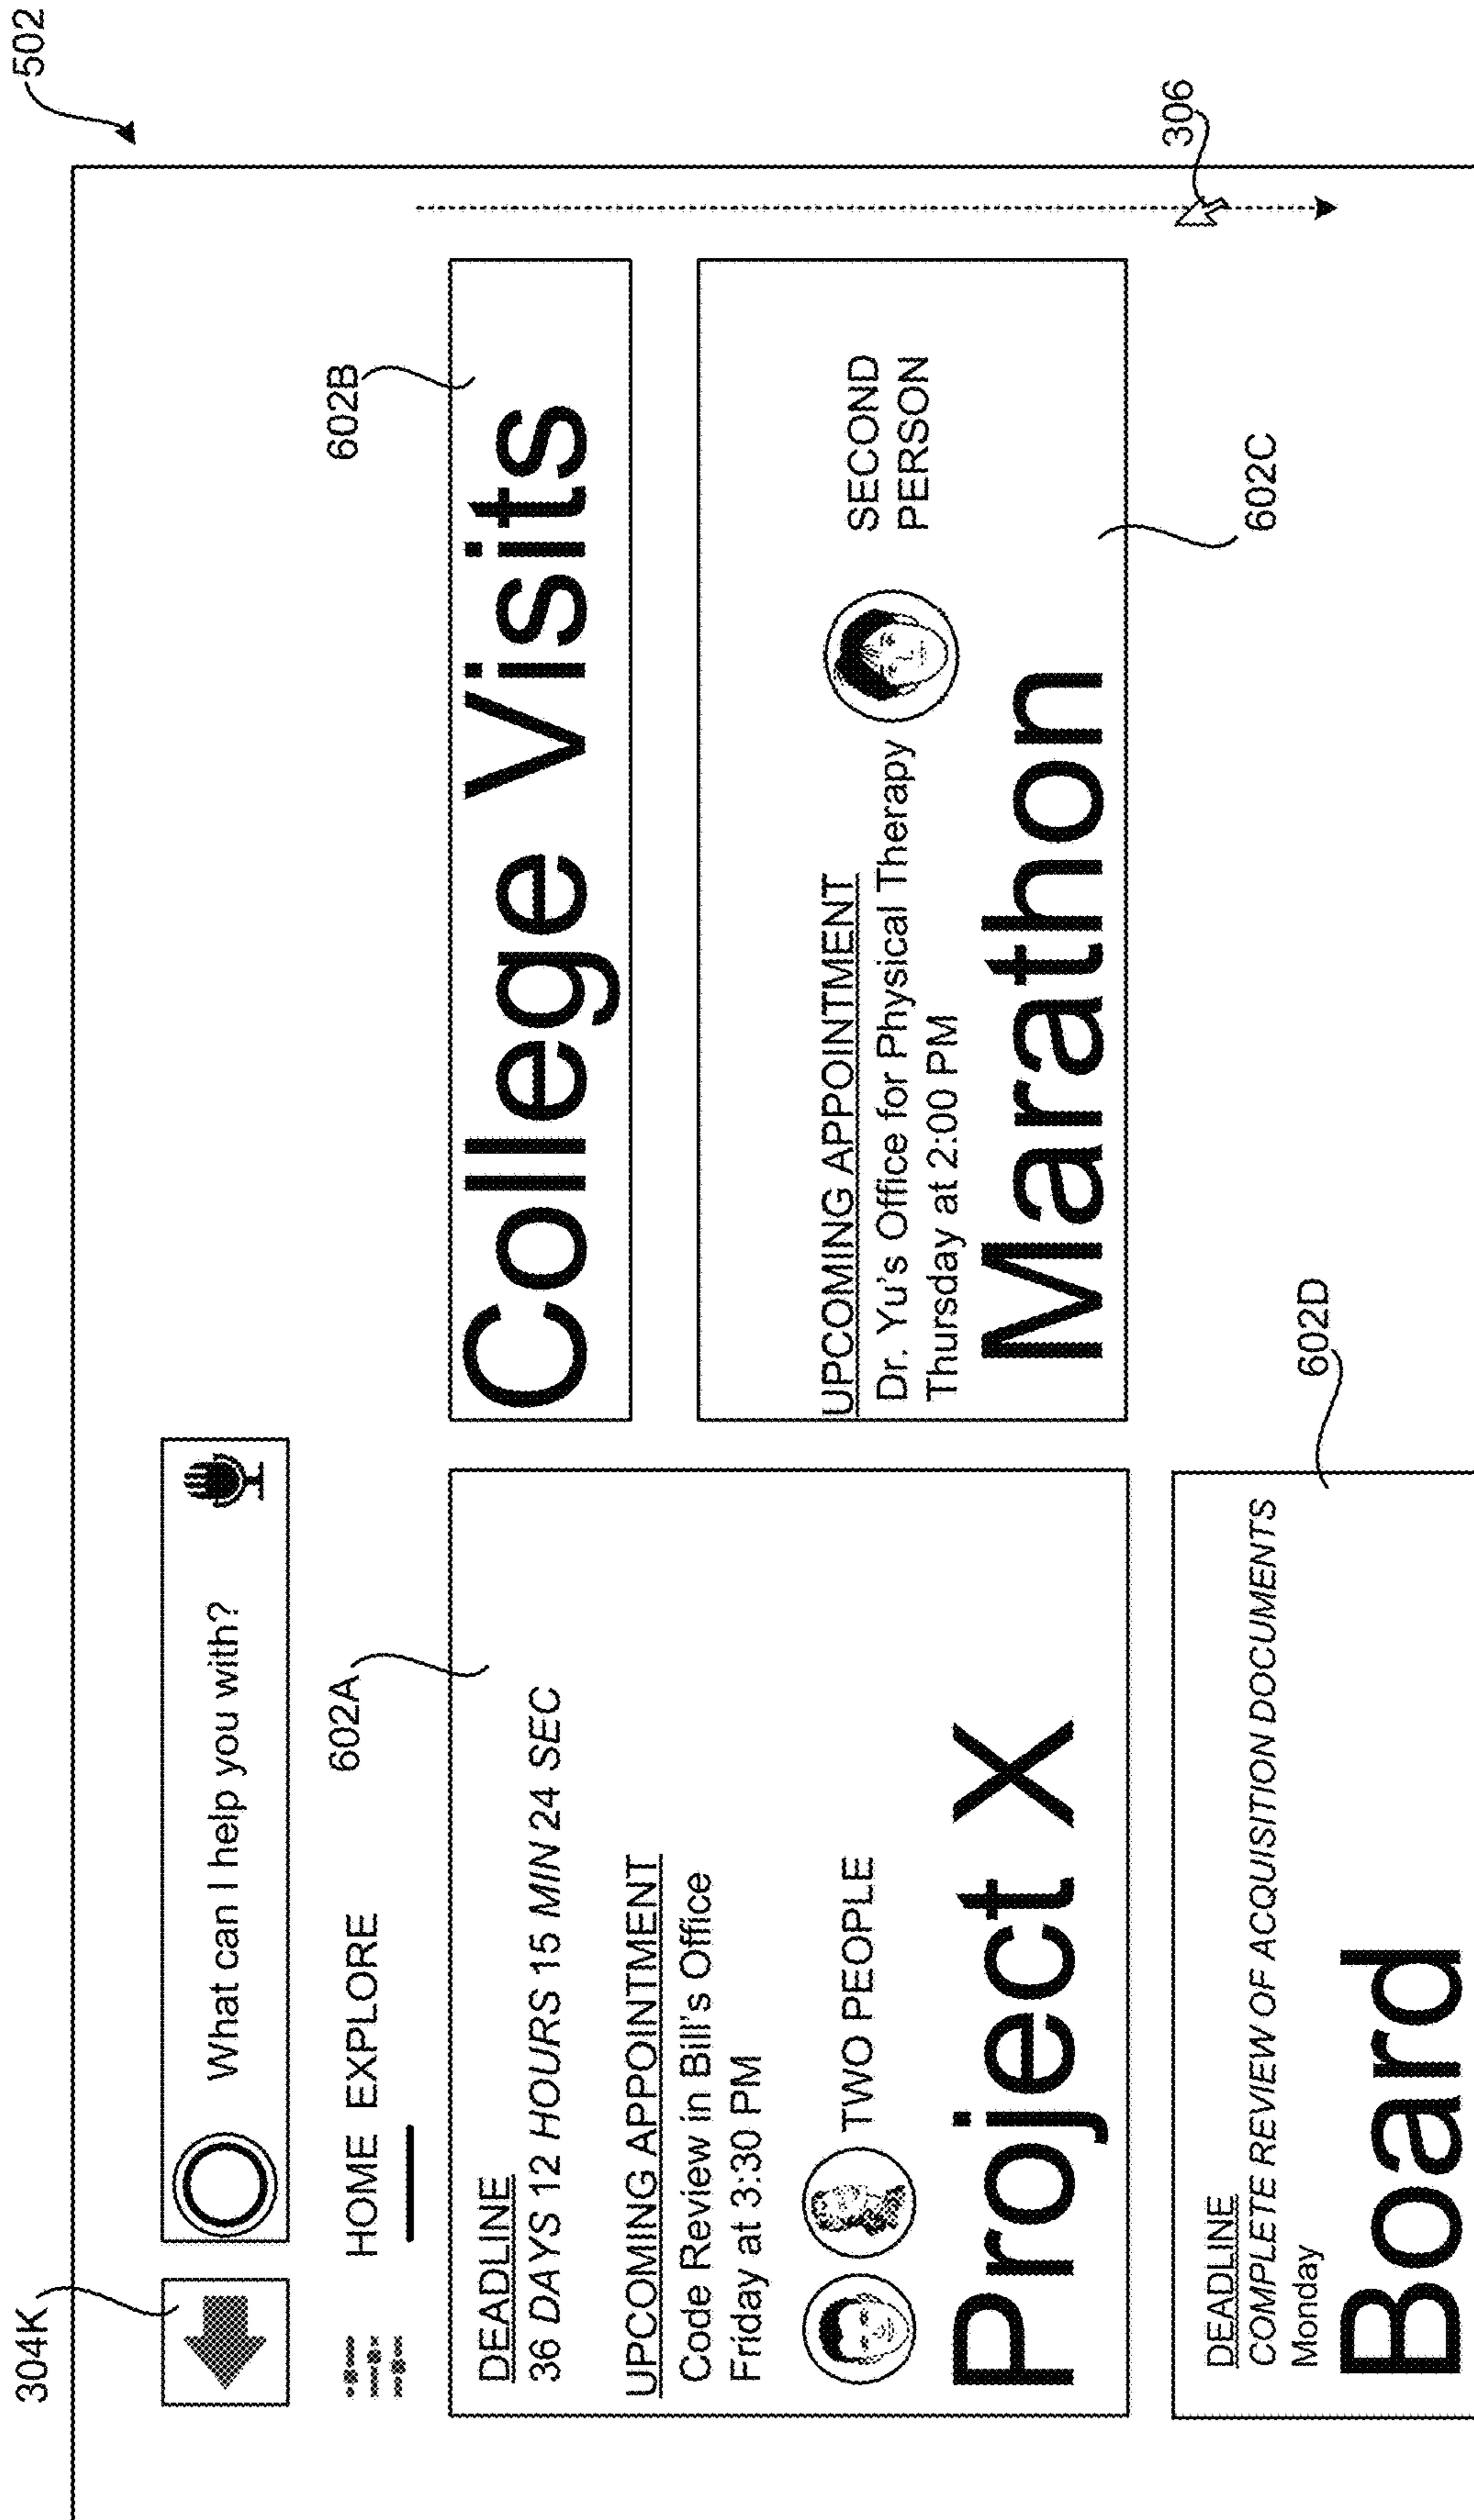 502
304K
What can I help you with?
HOME EXPLORE
602A
602B
DEADLINE
36 DAYS 12 HOURS 15 MIN 24 SEC
UPCOMING APPOINTMENT
Code Review in Bill's Office
Friday at 3:30 PM
TWO PEOPLE
Project X
College Visits
UPCOMING APPOINTMENT
Dr. Yu's Office for Physical Therapy
Thursday at 2:00 PM
SECOND
PERSON
Marathon
306
602C
602D
DEADLINE
COMPLETE REVIEW OF ACQUISITION DOCUMENTS
Monday
Board